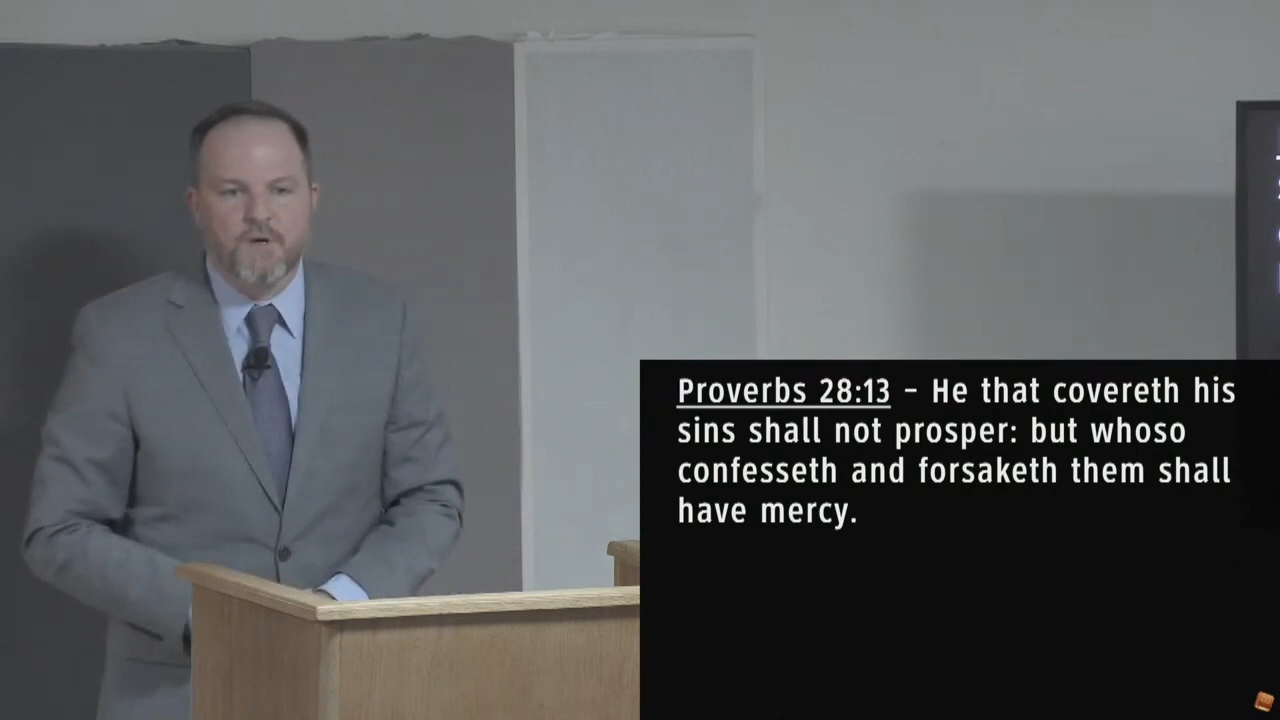 Proverbs 28:13 – He that covereth his
sins shall not prosper: but whoso
confesseth and forsaketh them shall
have mercy.